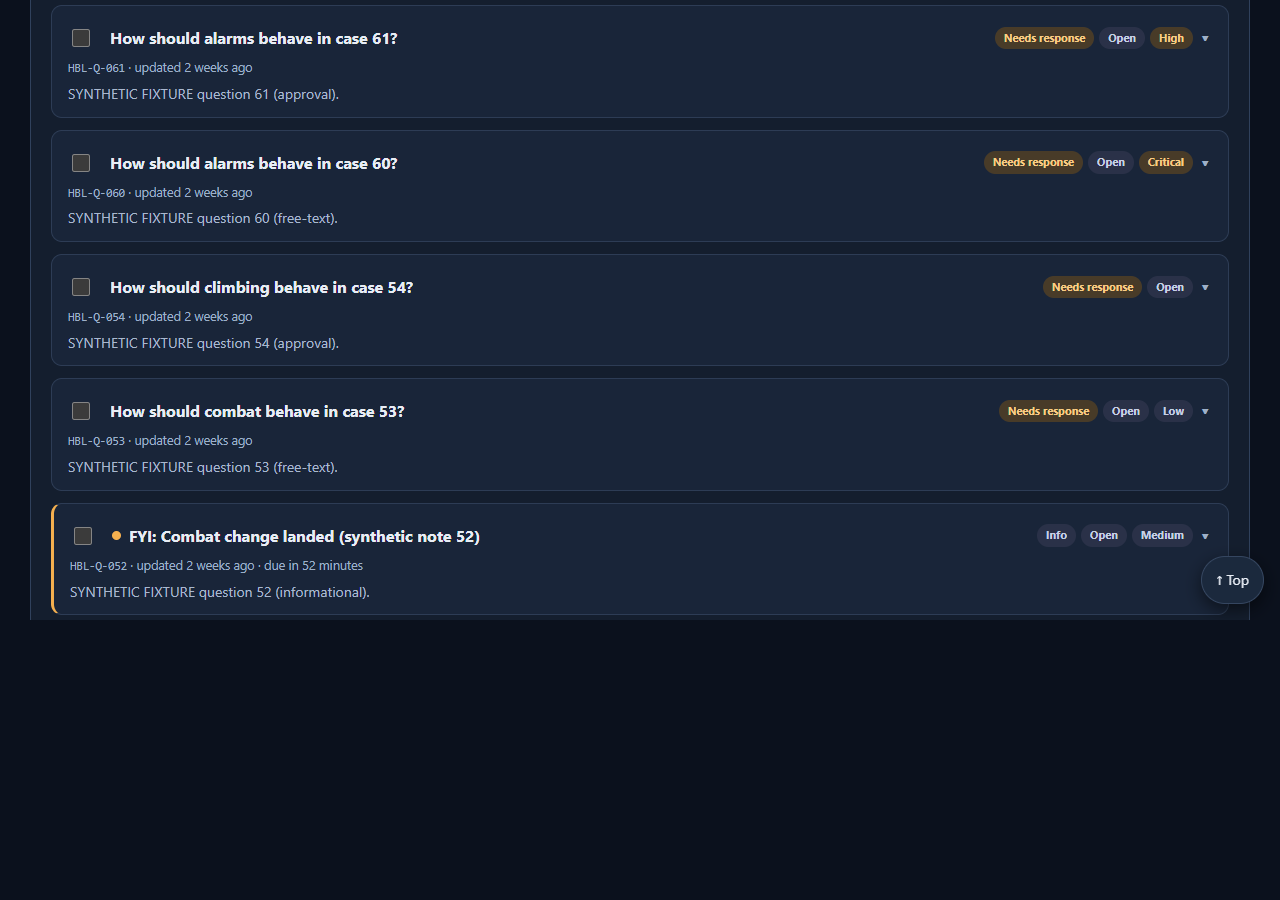 How should alarms behave in case 61?
Needs response Open High ▾
HBL-Q-061 · updated 2 weeks ago
SYNTHETIC FIXTURE question 61 (approval).
How should alarms behave in case 60?
Needs response Open Critical ▾
HBL-Q-060 · updated 2 weeks ago
SYNTHETIC FIXTURE question 60 (free-text).
How should climbing behave in case 54?
Needs response Open ▾
HBL-Q-054 · updated 2 weeks ago
SYNTHETIC FIXTURE question 54 (approval).
How should combat behave in case 53?
Needs response Open Low ▾
HBL-Q-053 · updated 2 weeks ago
SYNTHETIC FIXTURE question 53 (free-text).
FYI: Combat change landed (synthetic note 52)
Info Open Medium ▾
HBL-Q-052 · updated 2 weeks ago · due in 52 minutes
SYNTHETIC FIXTURE question 52 (informational).
↑ Top